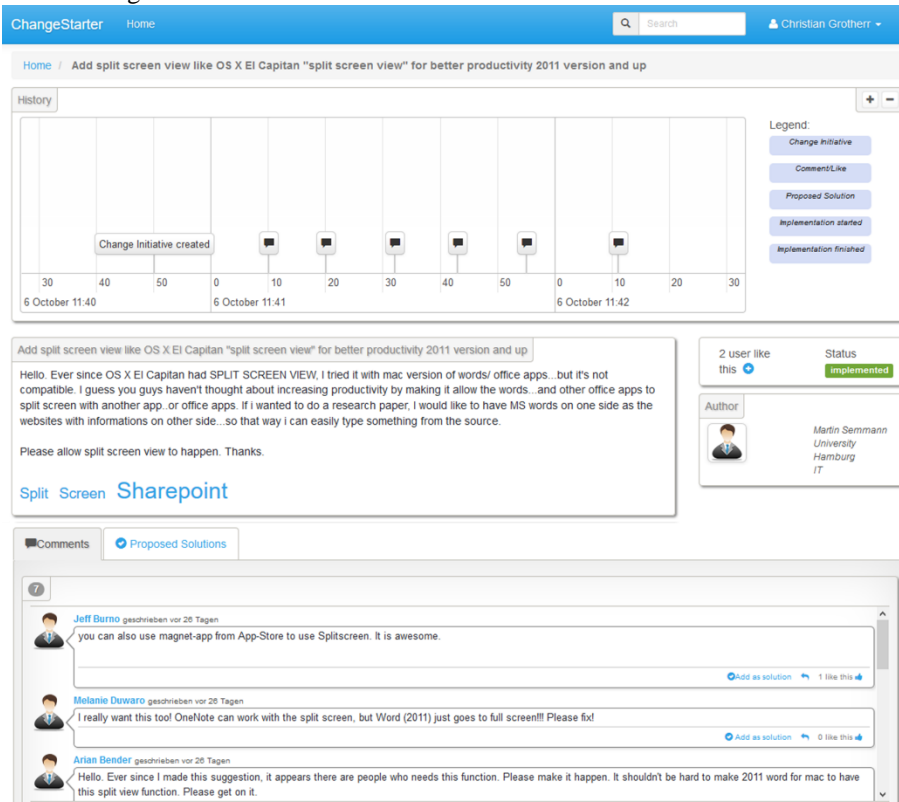 ChangeStarter Home Search Christian Grotherr
Home / Add split screen view like OS X El Capitan "split screen view" for better productivity 2011 version and up
History + −
Legend:
Change Initiative
Comment/Like
Proposed Solution
Implementation started
Implementation finished
Change Initiative created
30 40 50 0 10 20 30 40 50 0 10 20 30
6 October 11:40 6 October 11:41 6 October 11:42
Add split screen view like OS X El Capitan "split screen view" for better productivity 2011 version and up
Hello. Ever since OS X El Capitan had SPLIT SCREEN VIEW, I tried it with mac version of words/ office apps...but it's not
compatible. I guess you guys haven't thought about increasing productivity by making it allow the words...and other office apps to
split screen with another app..or office apps. If i wanted to do a research paper, I would like to have MS words on one side as the
websites with informations on other side...so that way i can easily type something from the source.
Please allow split screen view to happen. Thanks.
Split Screen Sharepoint
2 user like
this
Status
implemented
Author
Martin Semmann
University
Hamburg
IT
Comments Proposed Solutions
7
Jeff Burno geschrieben vor 26 Tagen
you can also use magnet-app from App-Store to use Splitscreen. It is awesome.
Add as solution 1 like this
Melanie Duwaro geschrieben vor 26 Tagen
I really want this too! OneNote can work with the split screen, but Word (2011) just goes to full screen!!! Please fix!
Add as solution 0 like this
Arian Bender geschrieben vor 26 Tagen
Hello. Ever since I made this suggestion, it appears there are people who needs this function. Please make it happen. It shouldn't be hard to make 2011 word for mac to have
this split view function. Please get on it.